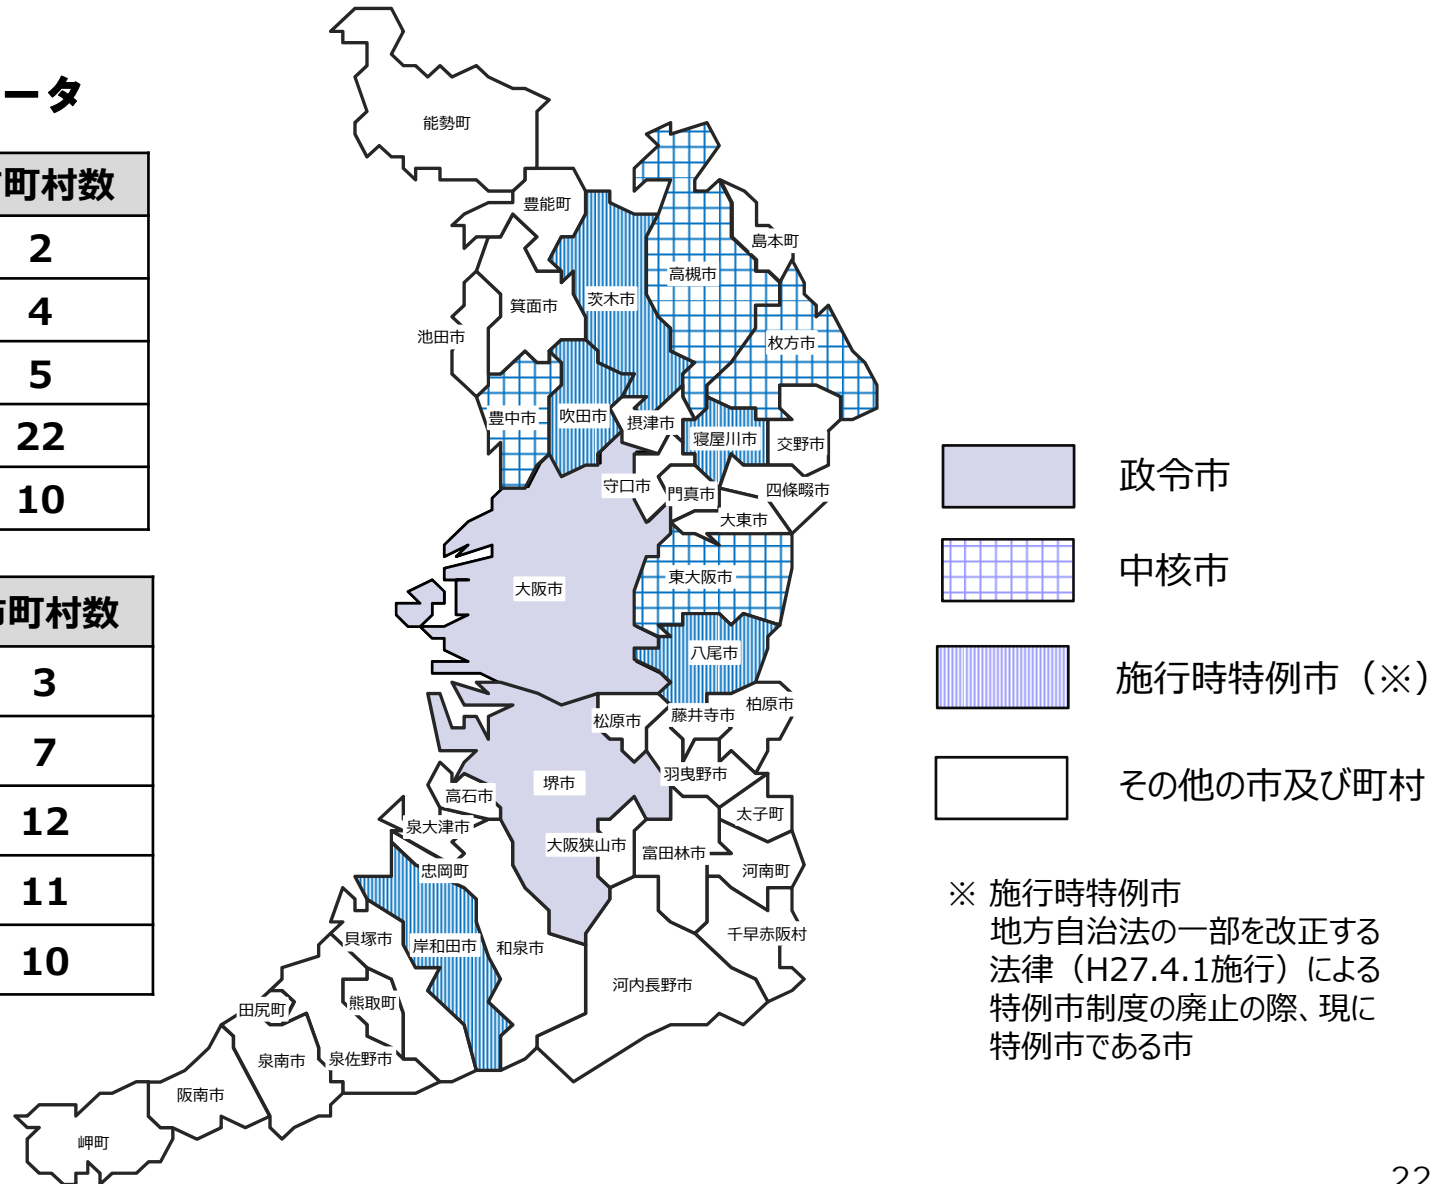 ータ
町村数
2
4
5
22
10
市町村数
3
7
12
11
10
能勢町
豊能町
島本町
高槻市
茨木市
箕面市
池田市
枚方市
豊中市
吹田市
摂津市
寝屋川市
交野市
守口市
門真市
四條畷市
大東市
東大阪市
大阪市
八尾市
柏原市
藤井寺市
松原市
羽曳野市
堺市
高石市
太子町
泉大津市
大阪狭山市
富田林市
河南町
忠岡町
千早赤阪村
貝塚市
岸和田市
和泉市
河内長野市
熊取町
田尻町
泉佐野市
泉南市
阪南市
岬町
政令市
中核市
施行時特例市（※）
その他の市及び町村
※ 施行時特例市
地方自治法の一部を改正する
法律（H27.4.1施行）による
特例市制度の廃止の際、現に
特例市である市
22